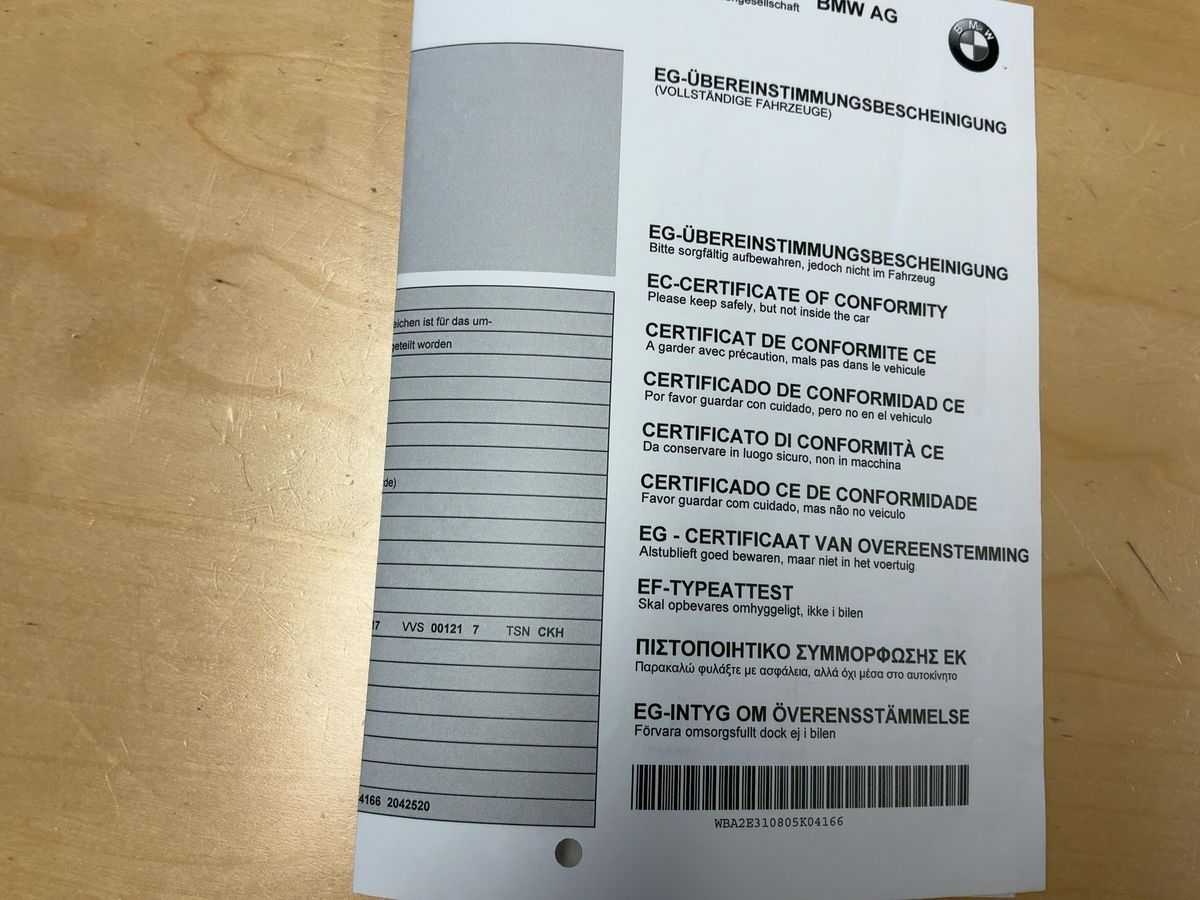 BMW AG
BMW
EG-ÜBEREINSTIMMUNGSBESCHEINIGUNG
(VOLLSTÄNDIGE FAHRZEUGE)
EG-ÜBEREINSTIMMUNGSBESCHEINIGUNG
Bitte sorgfältig aufbewahren, jedoch nicht im Fahrzeug
EC-CERTIFICATE OF CONFORMITY
Please keep safely, but not inside the car
CERTIFICAT DE CONFORMITE CE
A garder avec précaution, mais pas dans le vehicule
CERTIFICADO DE CONFORMIDAD CE
Por favor guardar con cuidado, pero no en el vehiculo
CERTIFICATO DI CONFORMITÀ CE
Da conservare in luogo sicuro, non in macchina
CERTIFICADO CE DE CONFORMIDADE
Favor guardar com cuidado, mas não no veiculo
EG - CERTIFICAAT VAN OVEREENSTEMMING
Alstublieft goed bewaren, maar niet in het voertuig
EF-TYPEATTEST
Skal opbevares omhyggeligt, ikke i bilen
ΠΙΣΤΟΠΟΙΗΤΙΚΟ ΣΥΜΜΟΡΦΩΣΗΣ ΕΚ
Παρακαλώ φυλάξτε με ασφάλεια, αλλά όχι μέσα στο αυτοκίνητο
EG-INTYG OM ÖVERENSSTÄMMELSE
Förvara omsorgsfullt dock ej i bilen
WBA2E310805K04166
eichen ist für das um-
geteilt worden
de)
VVS 00121 7 TSN CKH
4166 2042520